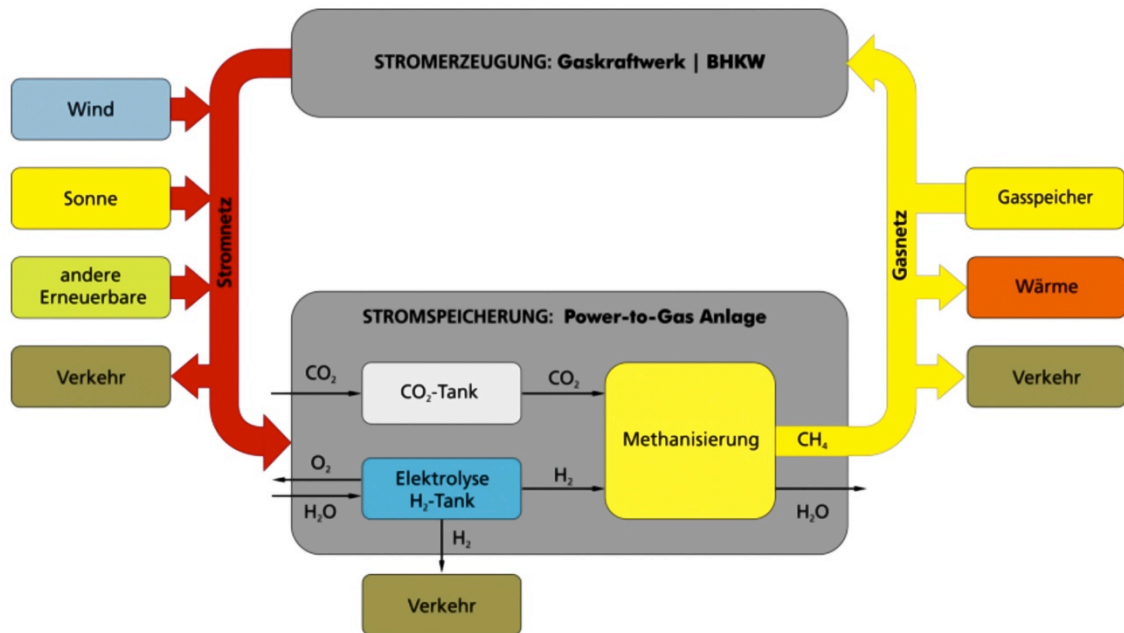 STROMERZEUGUNG: Gaskraftwerk | BHKW
Wind
Sonne
andere
Erneuerbare
Verkehr
Stromnetz
Gasnetz
Gasspeicher
Wärme
Verkehr
STROMSPEICHERUNG: Power-to-Gas Anlage
CO₂
CO₂-Tank
CO₂
Methanisierung
CH₄
O₂
H₂O
Elektrolyse
H₂-Tank
H₂
H₂O
H₂
Verkehr